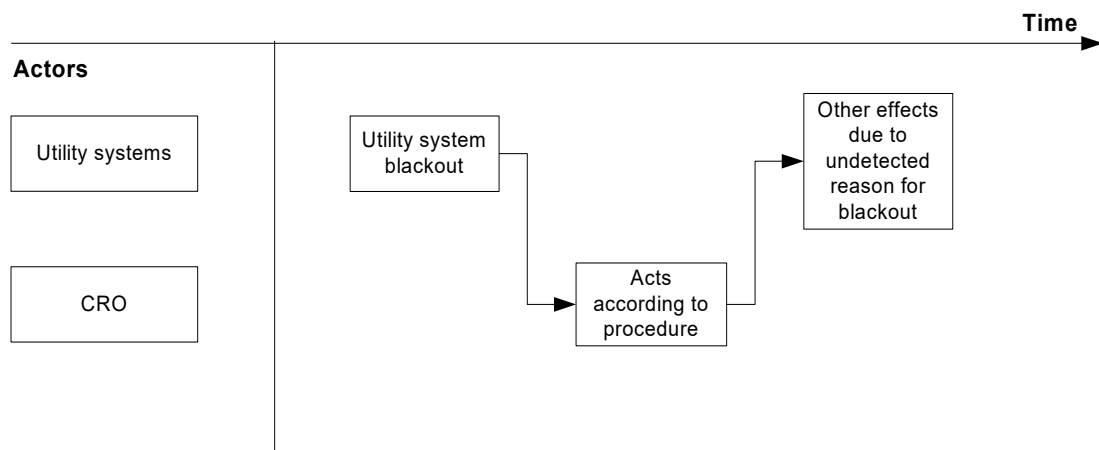 Time
Actors
Utility systems
Utility system
blackout
Other effects
due to
undetected
reason for
blackout
CRO
Acts
according to
procedure